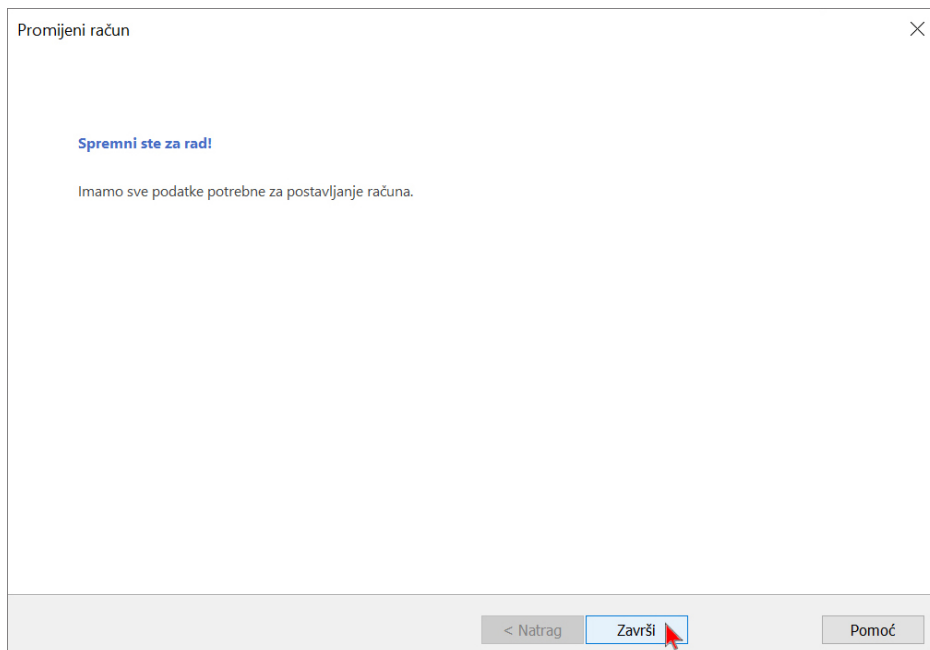 Promijeni račun
Spremni ste za rad!
Imamo sve podatke potrebne za postavljanje računa.
< Natrag
Završi
Pomoć